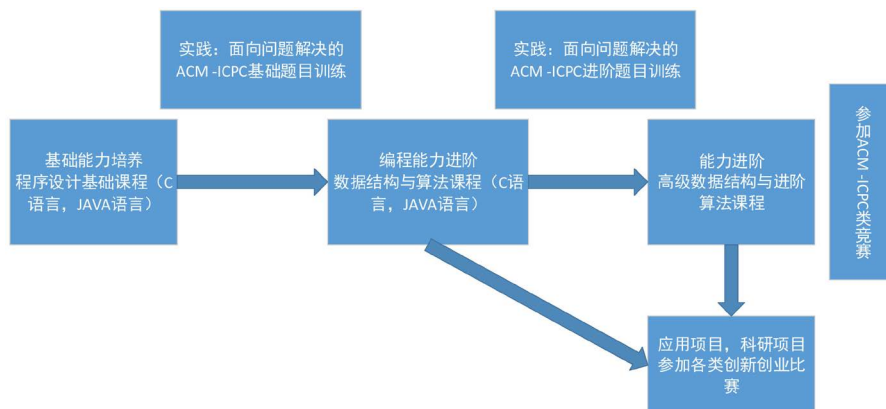 实践：面向问题解决的
ACM -ICPC基础题目训练
实践：面向问题解决的
ACM -ICPC进阶题目训练
基础能力培养
程序设计基础课程（C
语言，JAVA语言）
编程能力进阶
数据结构与算法课程（C语
言，JAVA语言）
能力进阶
高级数据结构与进阶
算法课程
参加ACM -ICPC类竞赛
应用项目，科研项目
参加各类创新创业比
赛